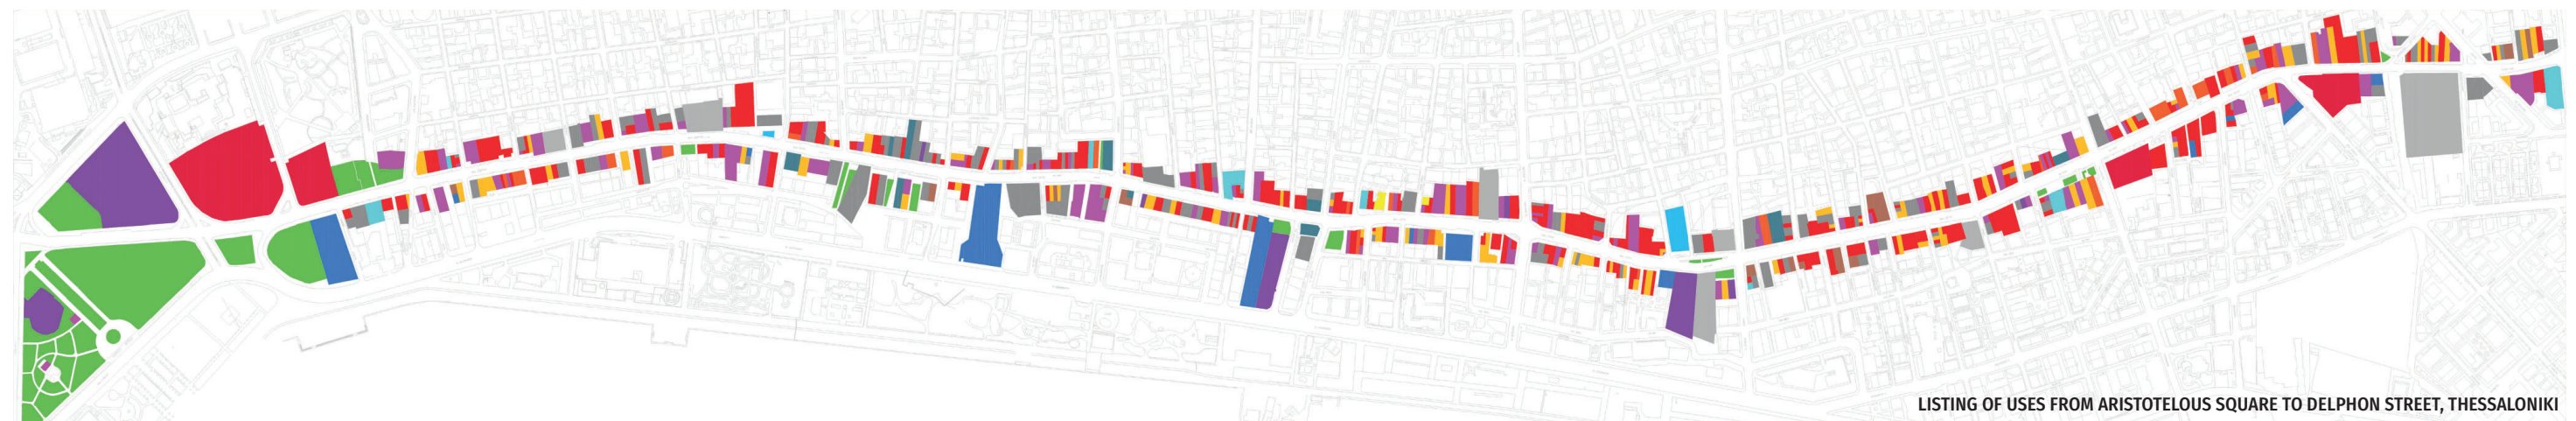 LISTING OF USES FROM ARISTOTELOUS SQUARE TO DELPHON STREET, THESSALONIKI